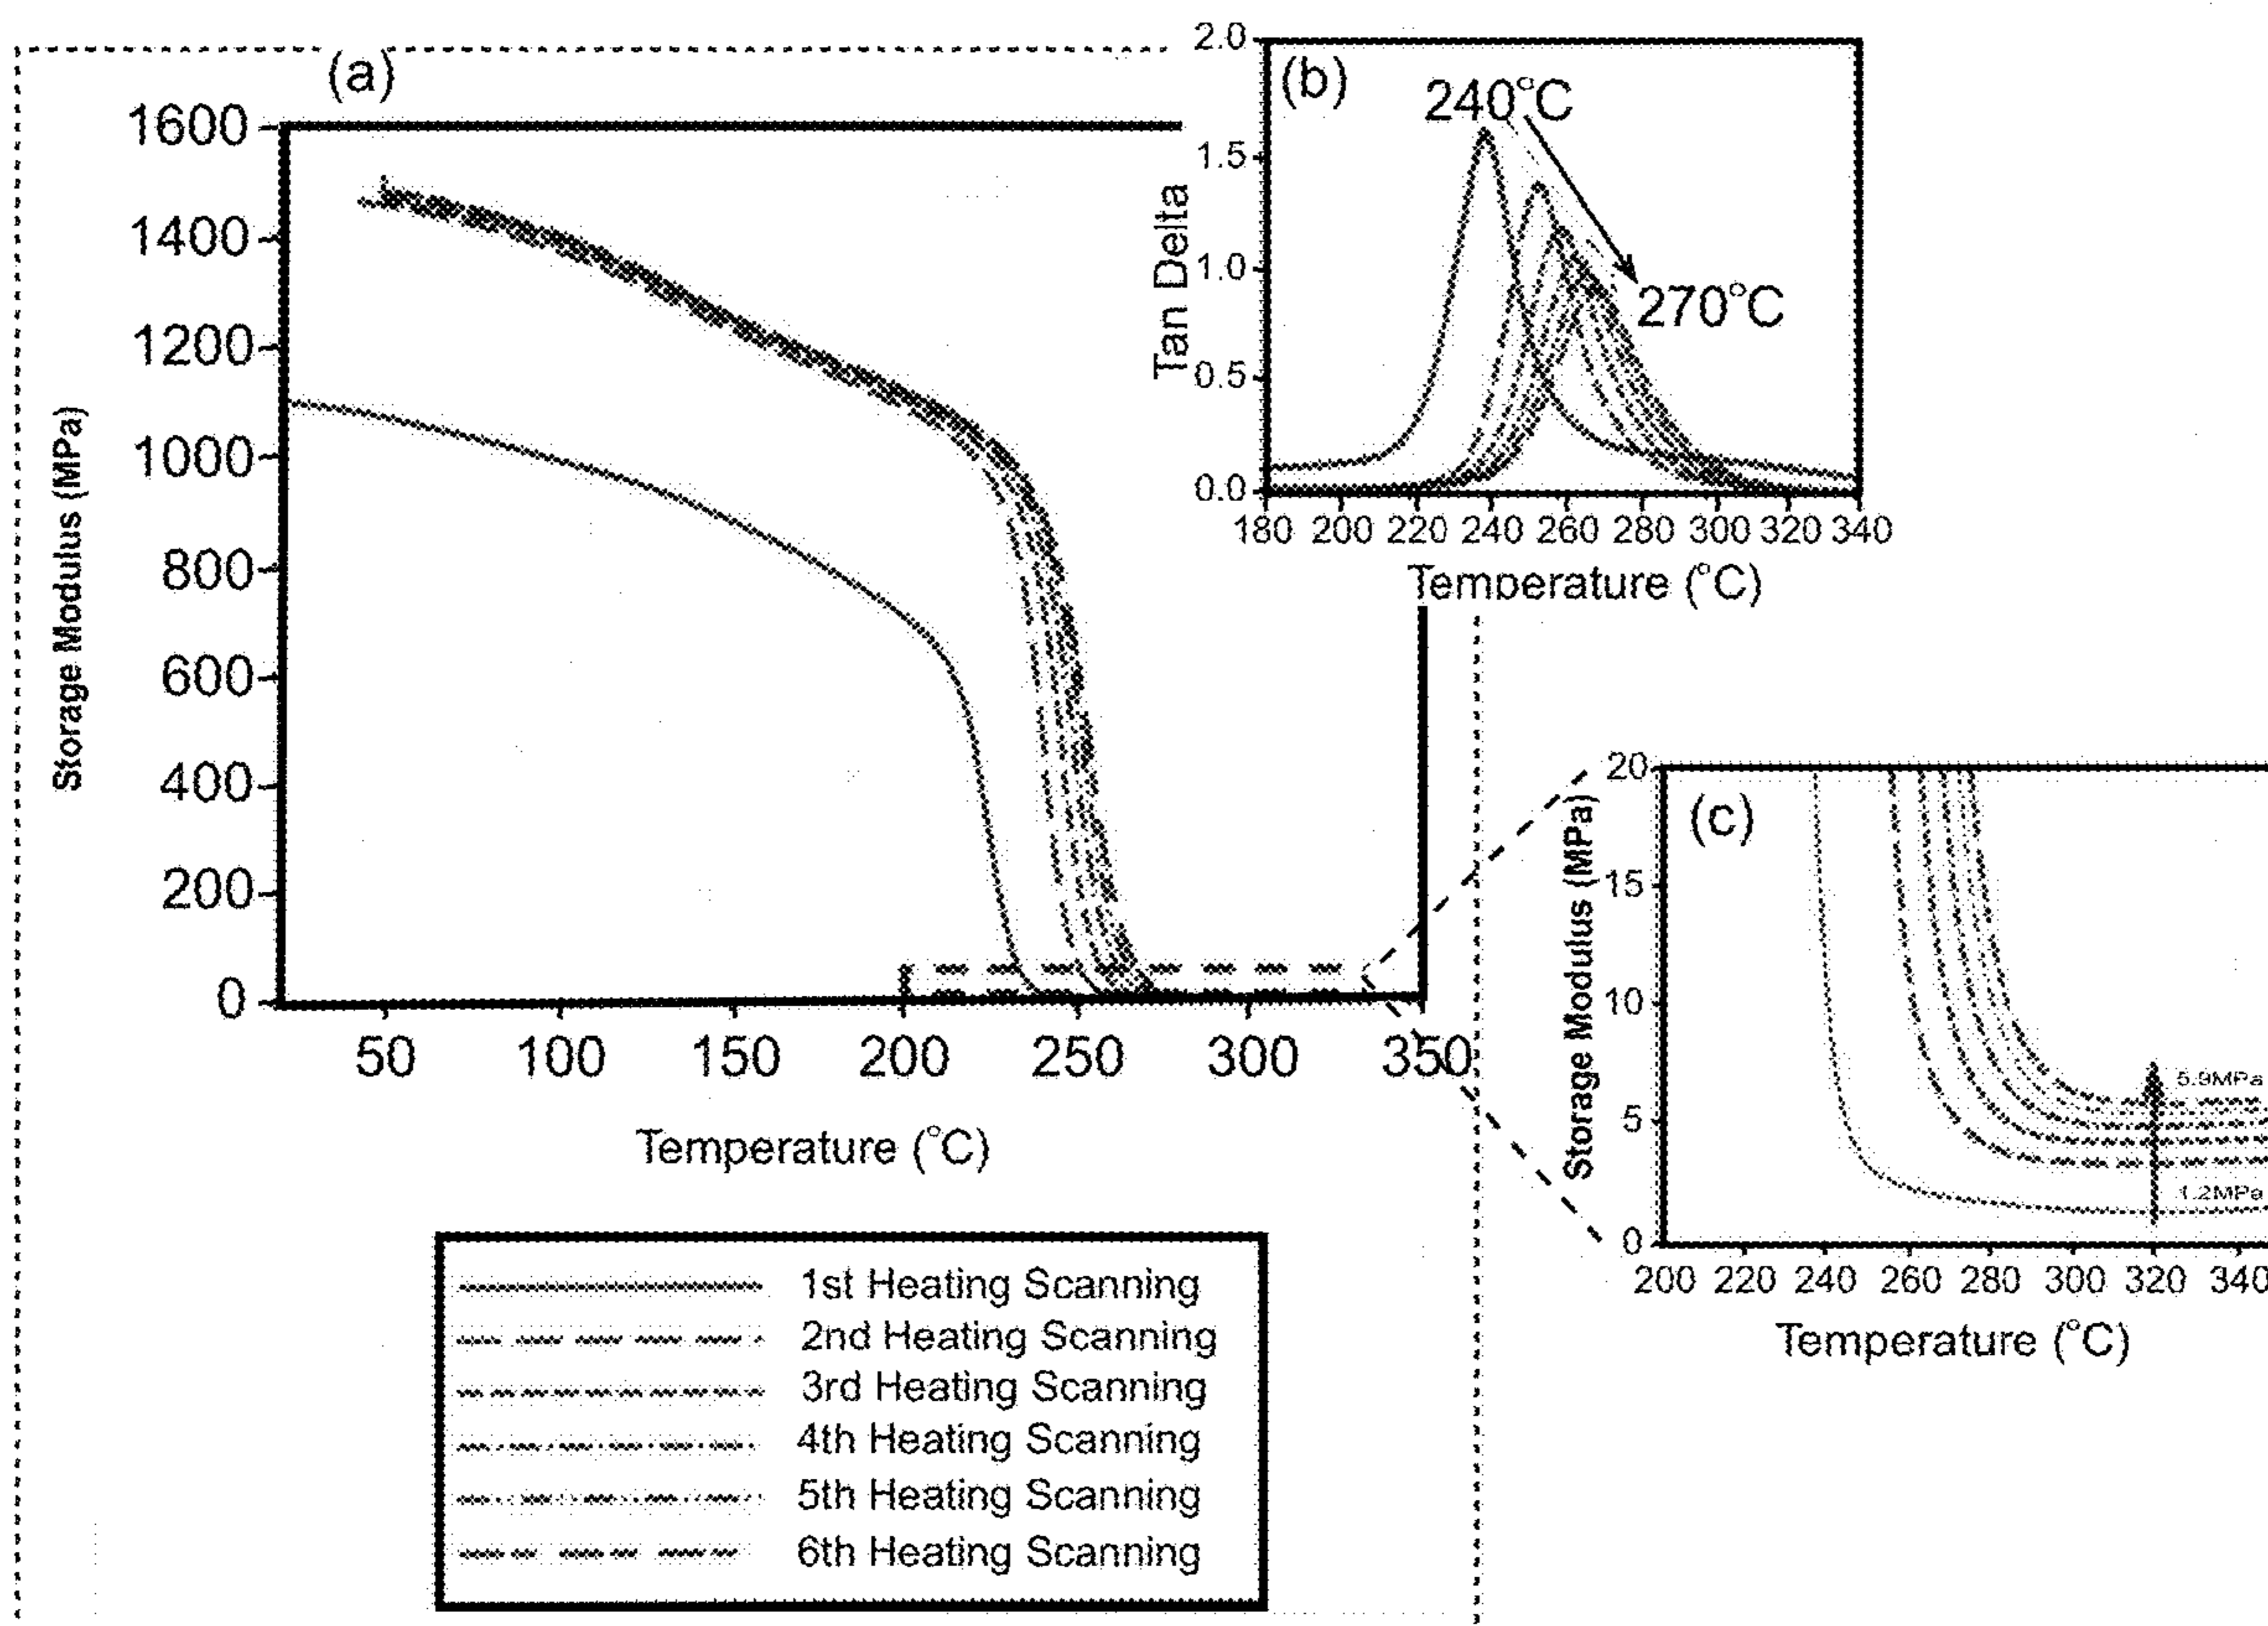 (a)
1600
1400
1200
1000
800
600
400
200
0
Storage Modulus (MPa)
50 100 150 200 250 300 350
Temperature (°C)
(b)
240°C
270°C
2.0
1.5
1.0
0.5
0.0
Tan Delta
180 200 220 240 260 280 300 320 340
Temperature (°C)
(c)
20
15
10
5
0
Storage Modulus (MPa)
5.9MPa
1.2MPa
200 220 240 260 280 300 320 340
Temperature (°C)
1st Heating Scanning
2nd Heating Scanning
3rd Heating Scanning
4th Heating Scanning
5th Heating Scanning
6th Heating Scanning